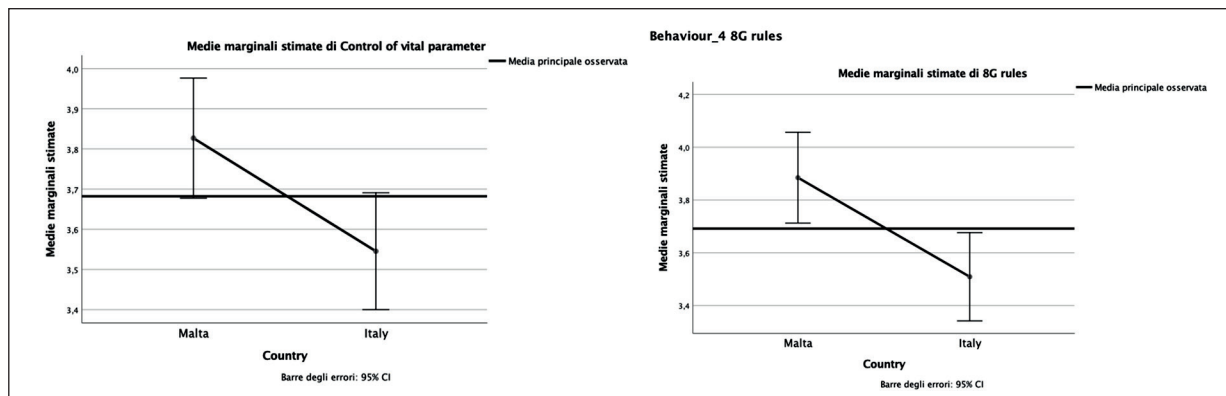 Medie marginali stimate di Control of vital parameter
Media principale osservata
Medie marginali stimate
4,0
3,9
3,8
3,7
3,6
3,5
3,4
Malta
Italy
Country
Barre degli errori: 95% CI
Behaviour_4 8G rules
Medie marginali stimate di 8G rules
Media principale osservata
Medie marginali stimate
4,2
4,0
3,8
3,6
3,4
Malta
Italy
Country
Barre degli errori: 95% CI